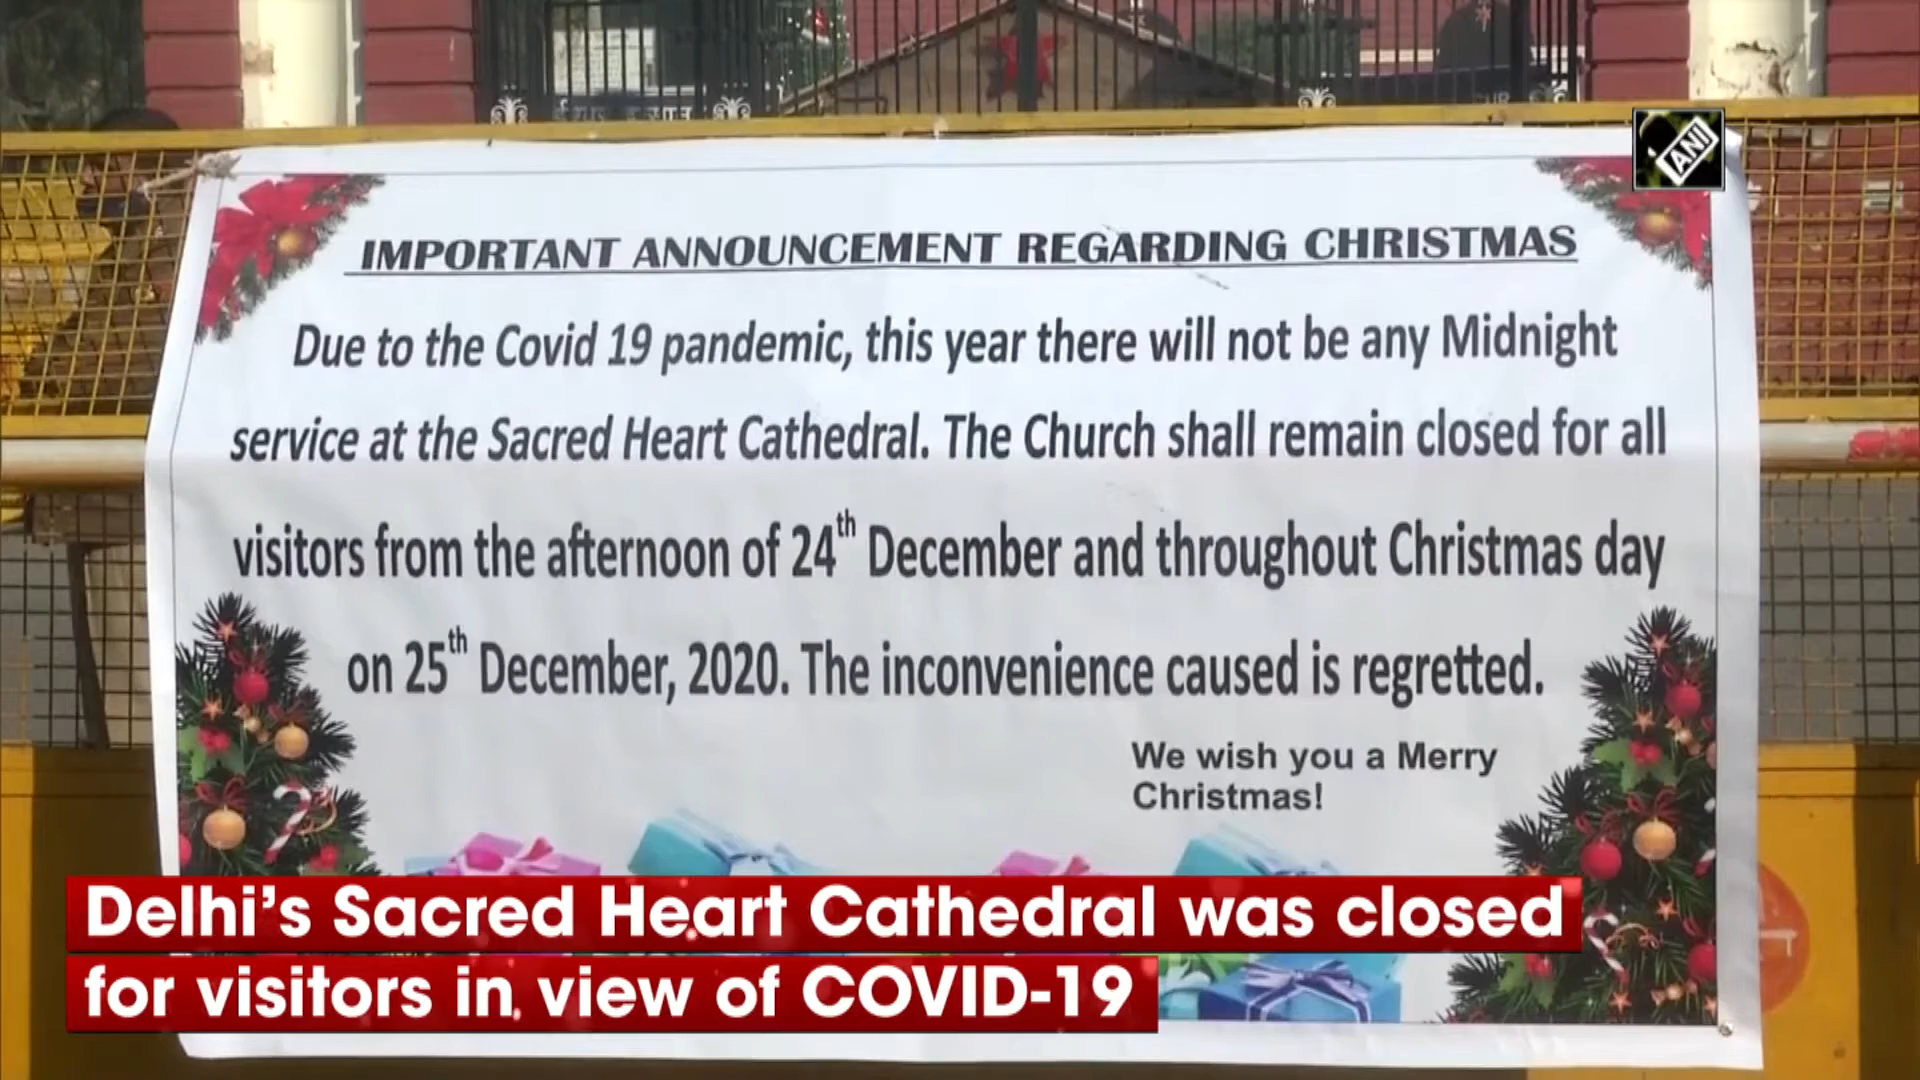 ANI
IMPORTANT ANNOUNCEMENT REGARDING CHRISTMAS
Due to the Covid 19 pandemic, this year there will not be any Midnight
service at the Sacred Heart Cathedral. The Church shall remain closed for all
visitors from the afternoon of 24th December and throughout Christmas day
on 25th December, 2020. The inconvenience caused is regretted.
We wish you a Merry
Christmas!
Delhi's Sacred Heart Cathedral was closed
for visitors in view of COVID-19